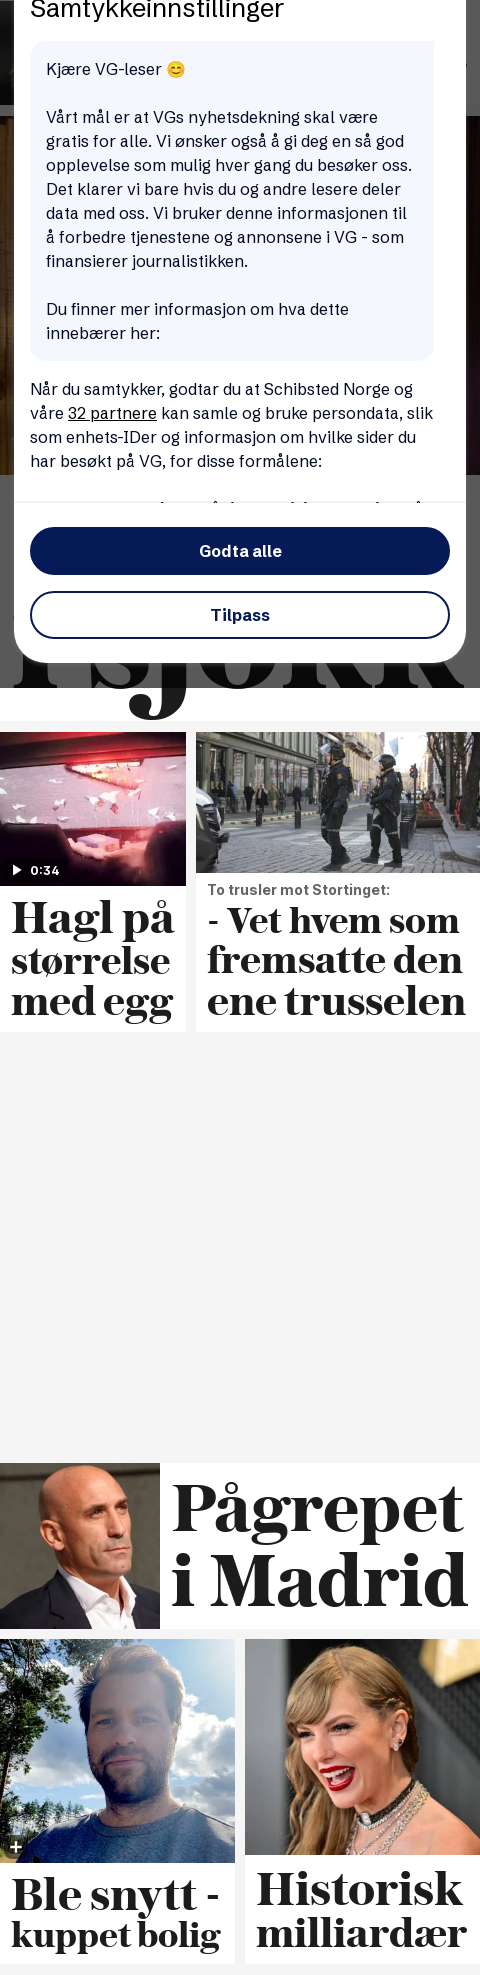 Samtykkeinnstillinger
Kjære VG-leser 😊
Vårt mål er at VGs nyhetsdekning skal være
gratis for alle. Vi ønsker også å gi deg en så god
opplevelse som mulig hver gang du besøker oss.
Det klarer vi bare hvis du og andre lesere deler
data med oss. Vi bruker denne informasjonen til
å forbedre tjenestene og annonsene i VG - som
finansierer journalistikken.
Du finner mer informasjon om hva dette
innebærer her:
Når du samtykker, godtar du at Schibsted Norge og
våre 32 partnere kan samle og bruke persondata, slik
som enhets-IDer og informasjon om hvilke sider du
har besøkt på VG, for disse formålene:
Godta alle
Tilpass
i sjokk
0:34
Hagl på
størrelse
med egg
To trusler mot Stortinget:
- Vet hvem som
fremsatte den
ene trusselen
Pågrepet
i Madrid
Ble snytt -
kuppet bolig
Historisk
milliardær